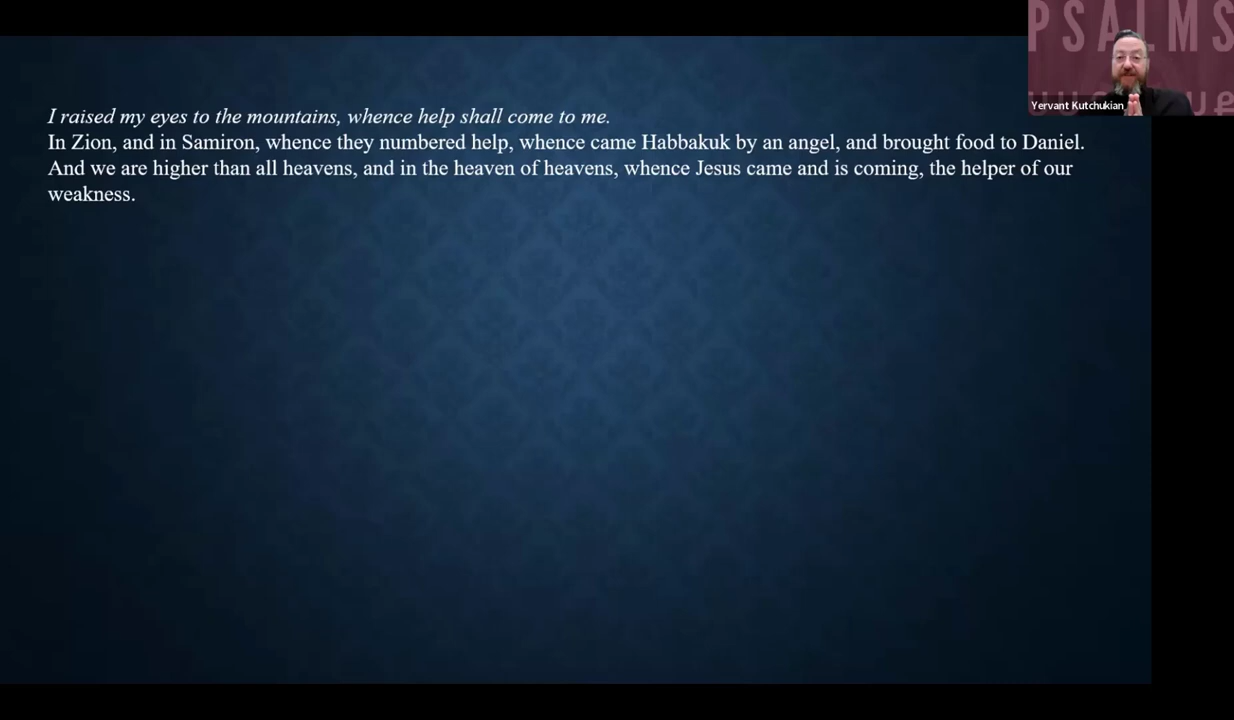 PSALMS
Yervant Kutchukian
I raised my eyes to the mountains, whence help shall come to me.
In Zion, and in Samiron, whence they numbered help, whence came Habbakuk by an angel, and brought food to Daniel.
And we are higher than all heavens, and in the heaven of heavens, whence Jesus came and is coming, the helper of our
weakness.